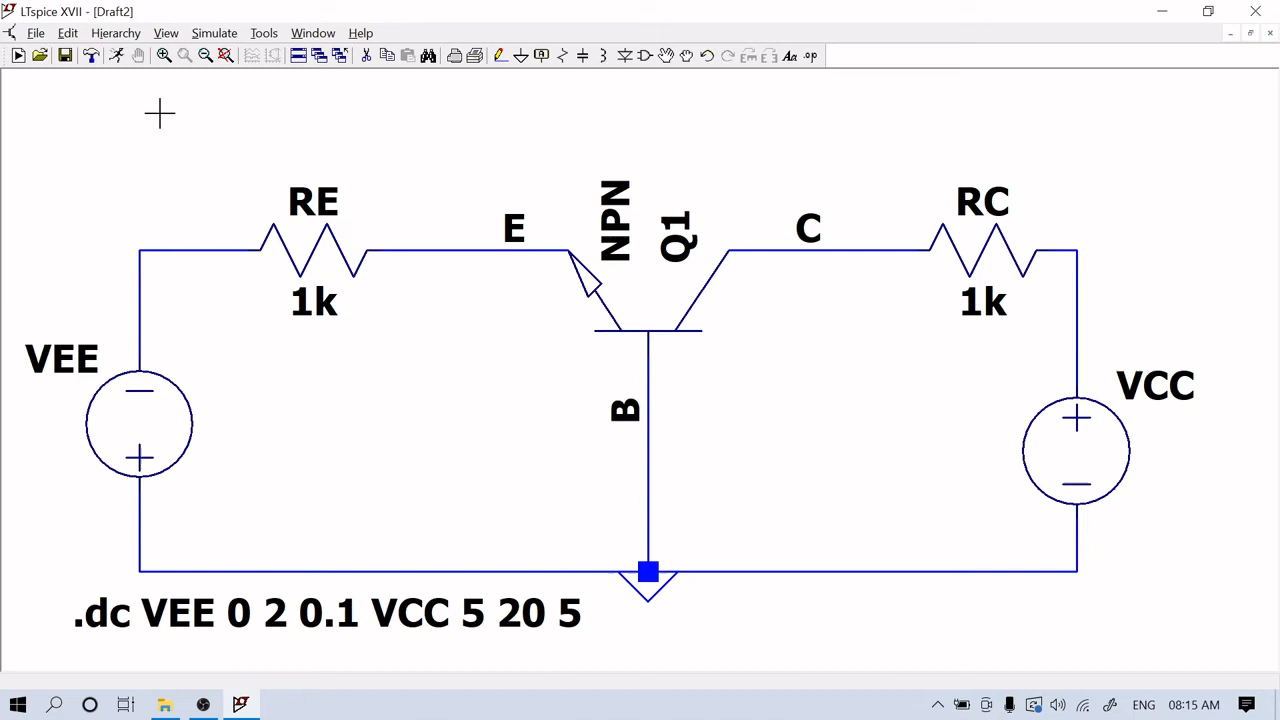 LTspice XVII - [Draft2]
File Edit Hierarchy View Simulate Tools Window Help
RE
NPN
Q1
RC
E
C
1k
1k
VEE
B
VCC
.dc VEE 0 2 0.1 VCC 5 20 5
ENG 08:15 AM